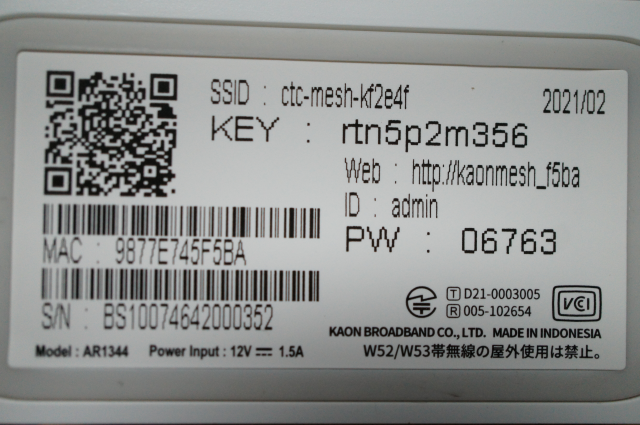 SSID : ctc-mesh-kf2e4f
2021/02
KEY : rtn5p2m356
Web : http://kaonmesh_f5ba
ID : admin
PW : 06763
MAC : 9877E745F5BA
S/N : BS10074642000352
T D21-0003005
R 005-102654
VCCI
KAON BROADBAND CO., LTD. MADE IN INDONESIA
Model : AR1344 Power Input : 12V ⎓ 1.5A
W52/W53帯無線の屋外使用は禁止。